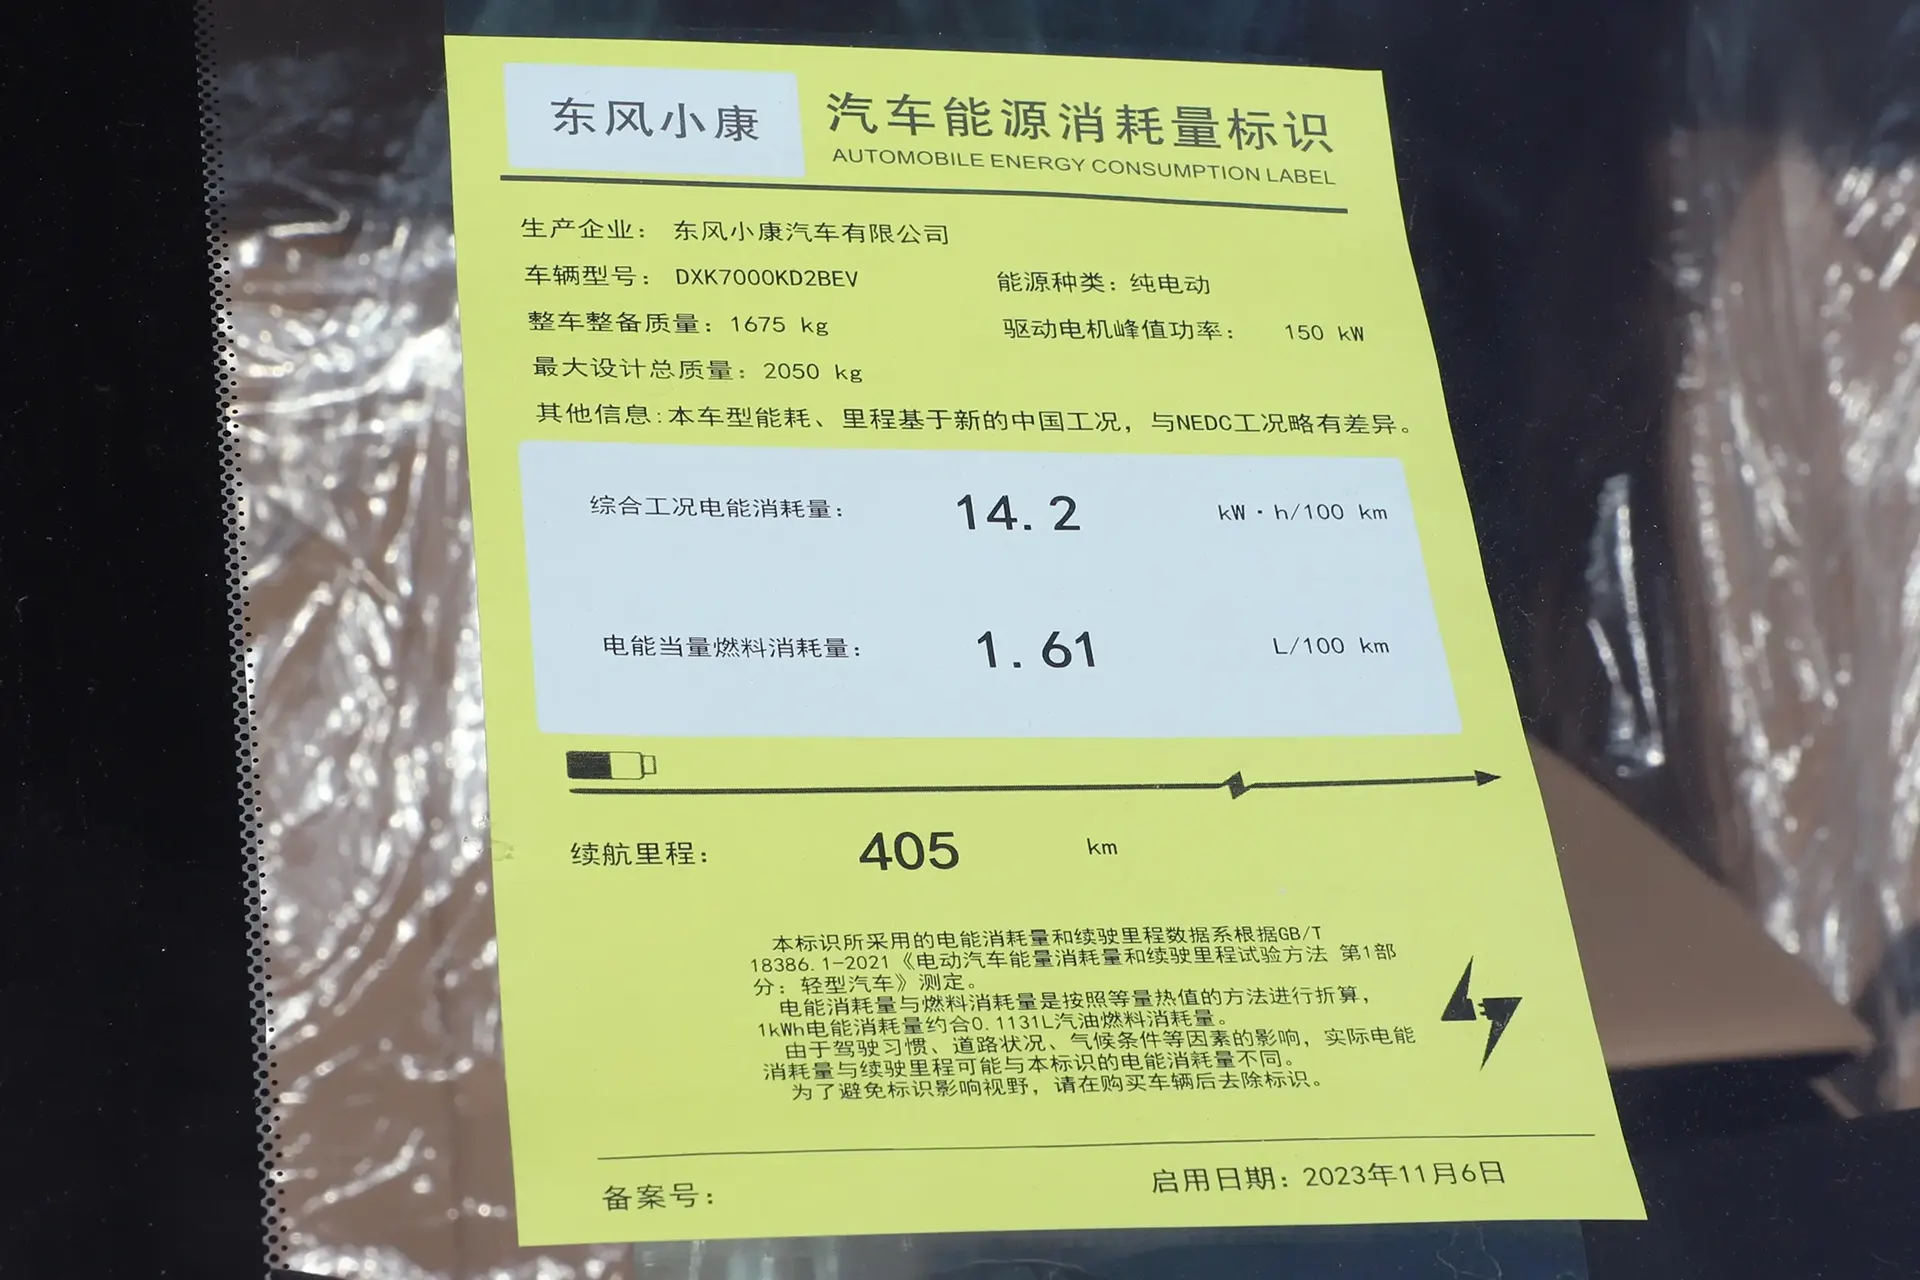 东风小康
汽车能源消耗量标识
AUTOMOBILE ENERGY CONSUMPTION LABEL
生产企业： 东风小康汽车有限公司
车辆型号： DXK7000KD2BEV 能源种类：纯电动
整车整备质量：1675 kg 驱动电机峰值功率： 150 kW
最大设计总质量：2050 kg
其他信息:本车型能耗、里程基于新的中国工况，与NEDC工况略有差异。
综合工况电能消耗量： 14.2 kW·h/100 km
电能当量燃料消耗量： 1.61 L/100 km
续航里程： 405 km
本标识所采用的电能消耗量和续驶里程数据系根据GB/T
18386.1-2021《电动汽车能量消耗量和续驶里程试验方法 第1部
分：轻型汽车》测定。
电能消耗量与燃料消耗量是按照等量热值的方法进行折算，
1kWh电能消耗量约合0.1131L汽油燃料消耗量。
由于驾驶习惯、道路状况、气候条件等因素的影响，实际电能
消耗量与续驶里程可能与本标识的电能消耗量不同。
为了避免标识影响视野，请在购买车辆后去除标识。
备案号： 启用日期：2023年11月6日